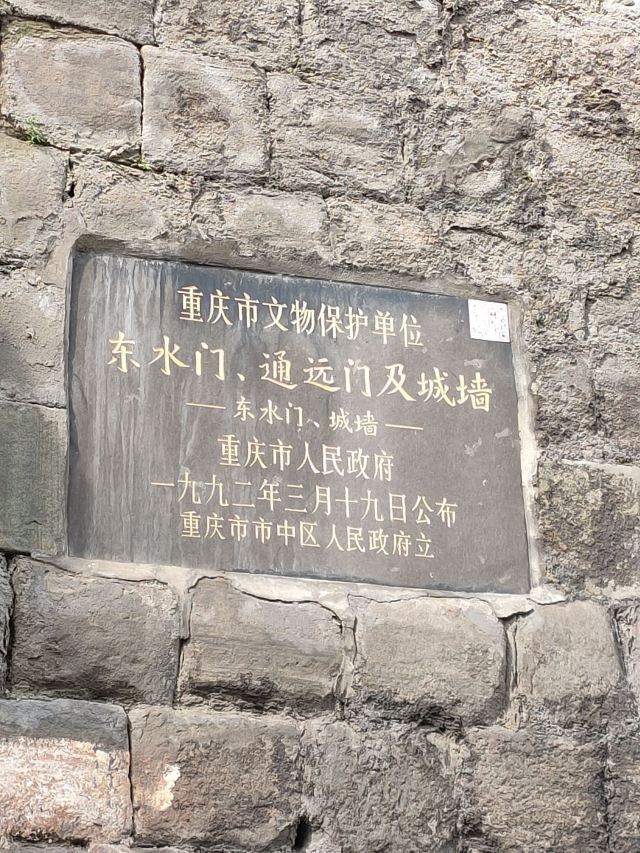 重庆市文物保护单位
东水门、通远门及城墙
——东水门、城墙——
重庆市人民政府
一九九二年三月十九日公布
重庆市市中区人民政府立